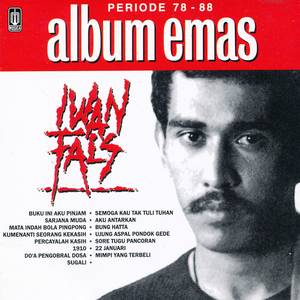 PERIODE 78 - 88
album emas
IWAN
FALS
BUKU INI AKU PINJAM
SARJANA MUDA
MATA INDAH BOLA PINGPONG
KUMENANTI SEORANG KEKASIH
PERCAYALAH KASIH
1910
DO'A PENGOBRAL DOSA
SUGALI
• SEMOGA KAU TAK TULI TUHAN
• AKU ANTARKAN
• BUNG HATTA
• UJUNG ASPAL PONDOK GEDE
• SORE TUGU PANCORAN
• 22 JANUARI
• MIMPI YANG TERBELI
•